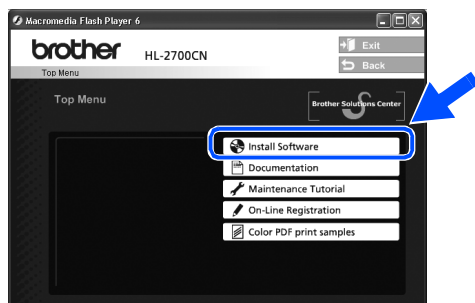 Macromedia Flash Player 6
brother
HL-2700CN
Exit
Back
Top Menu
Top Menu
Brother Solutions Center
Install Software
Documentation
Maintenance Tutorial
On-Line Registration
Color PDF print samples